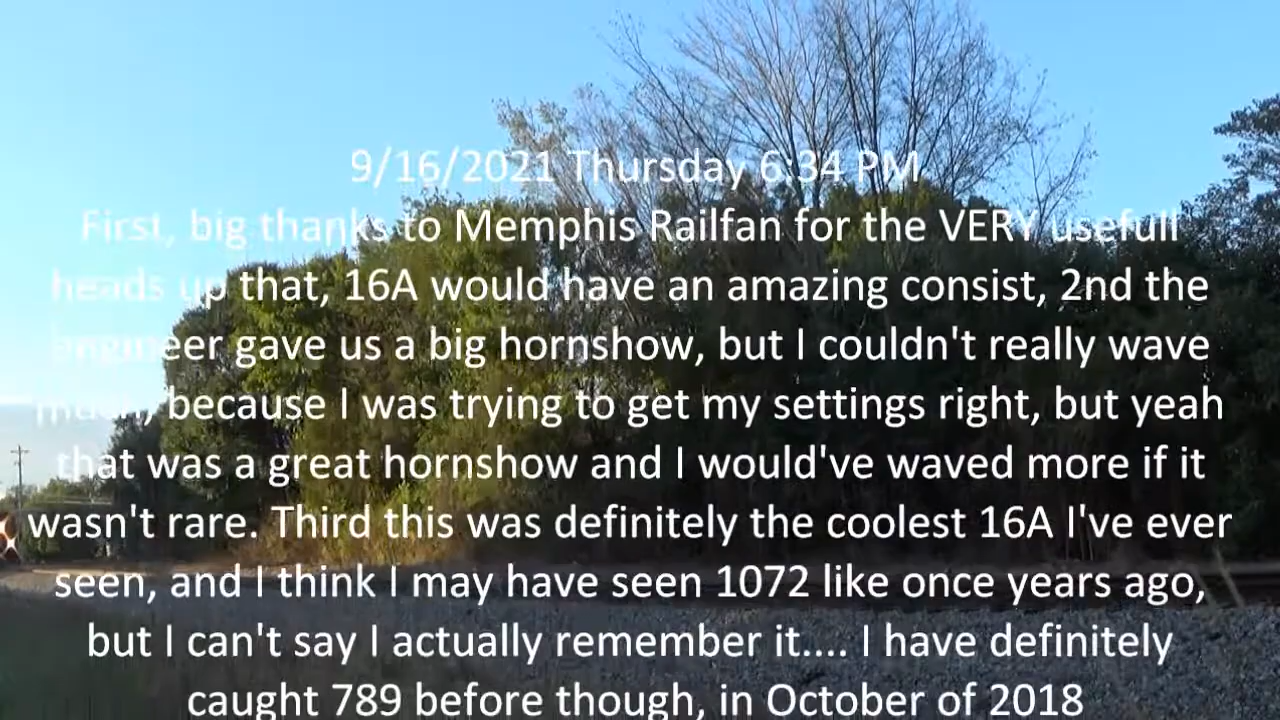 9/16/2021 Thursday 6:34 PM
First, big thanks to Memphis Railfan for the VERY usefull
heads up that, 16A would have an amazing consist, 2nd the
engineer gave us a big hornshow, but I couldn't really wave
much, because I was trying to get my settings right, but yeah
that was a great hornshow and I would've waved more if it
wasn't rare. Third this was definitely the coolest 16A I've ever
seen, and I think I may have seen 1072 like once years ago,
but I can't say I actually remember it.... I have definitely
caught 789 before though, in October of 2018